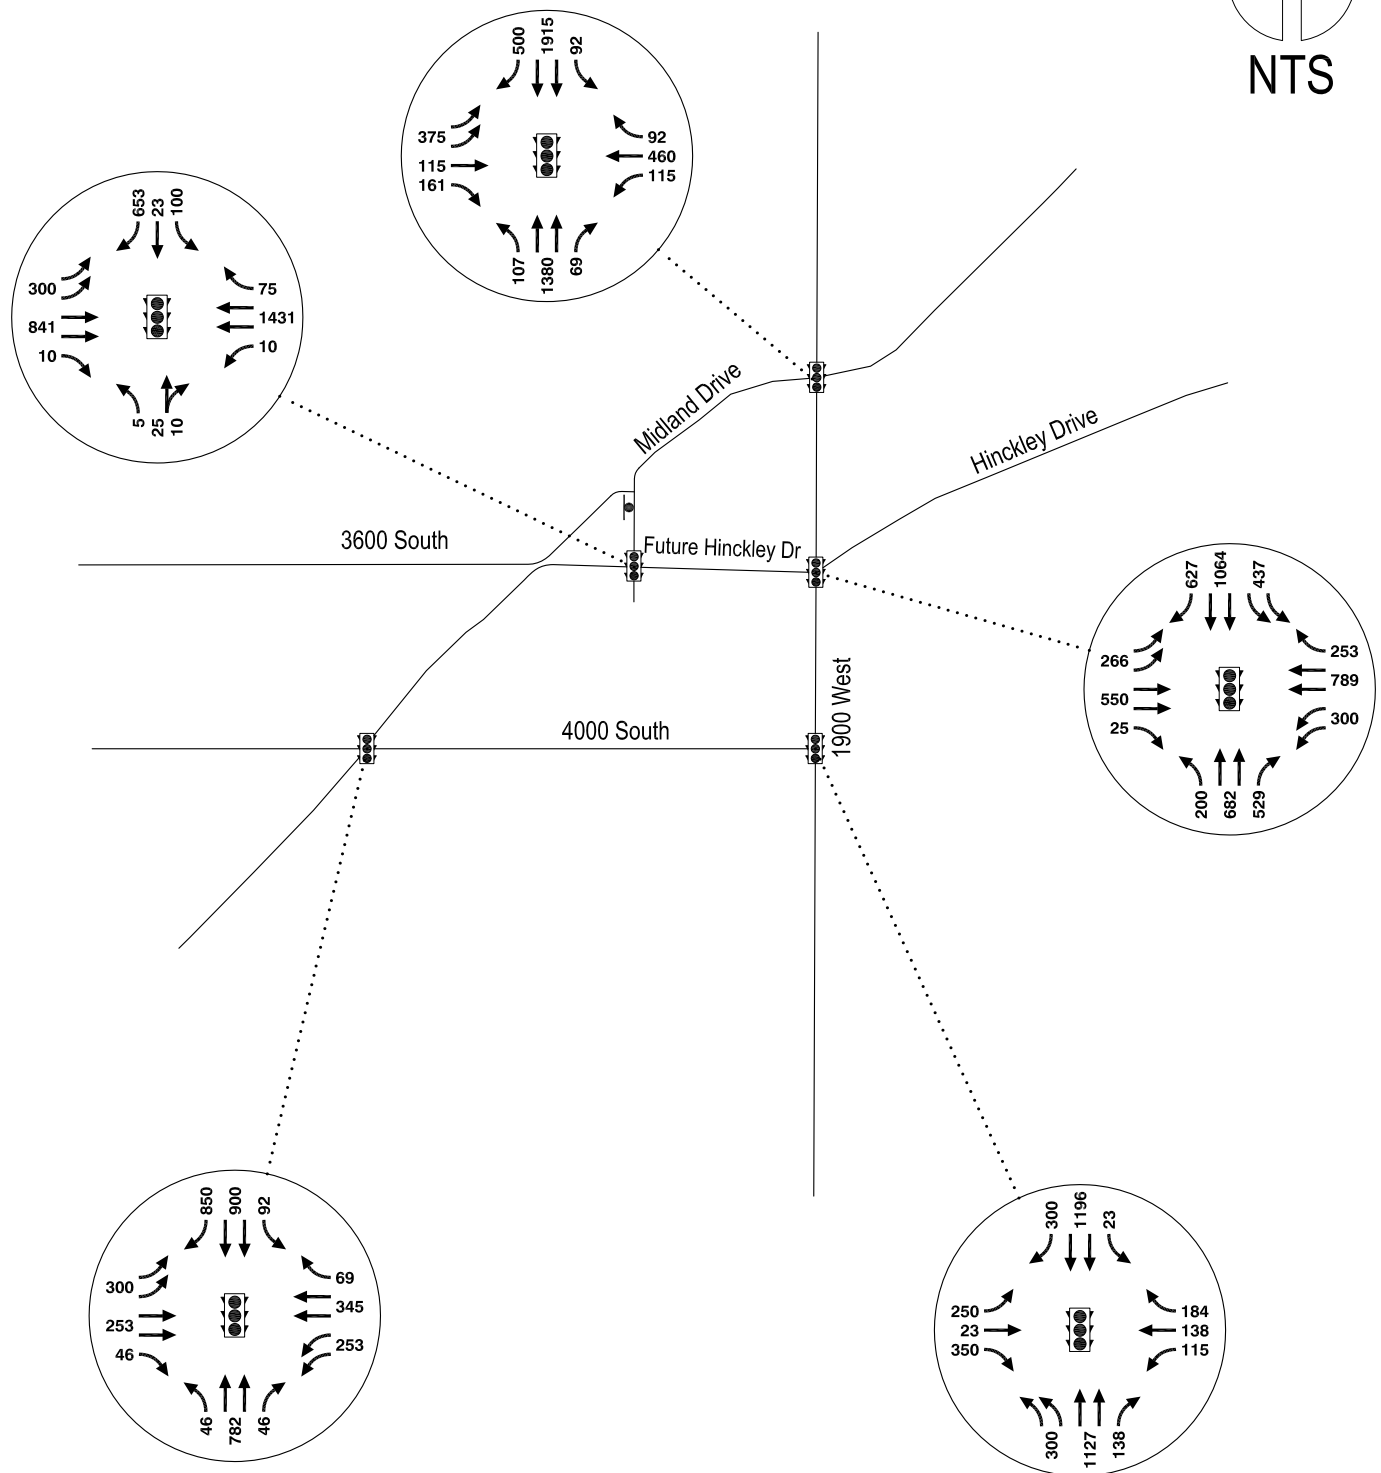 NTS
500 1915 92
375
115
161
92
460
115
107 1380 69
653 23 100
300
841
10
75
1431
10
5 25 10
Midland Drive
Hinckley Drive
3600 South
Future Hinckley Dr
627 1064 437
266
550
25
253
789
300
200 682 529
1900 West
4000 South
850 900 92
300
253
46
69
345
253
46 782 46
300 1196 23
250
23
350
184
138
115
300 1127 138